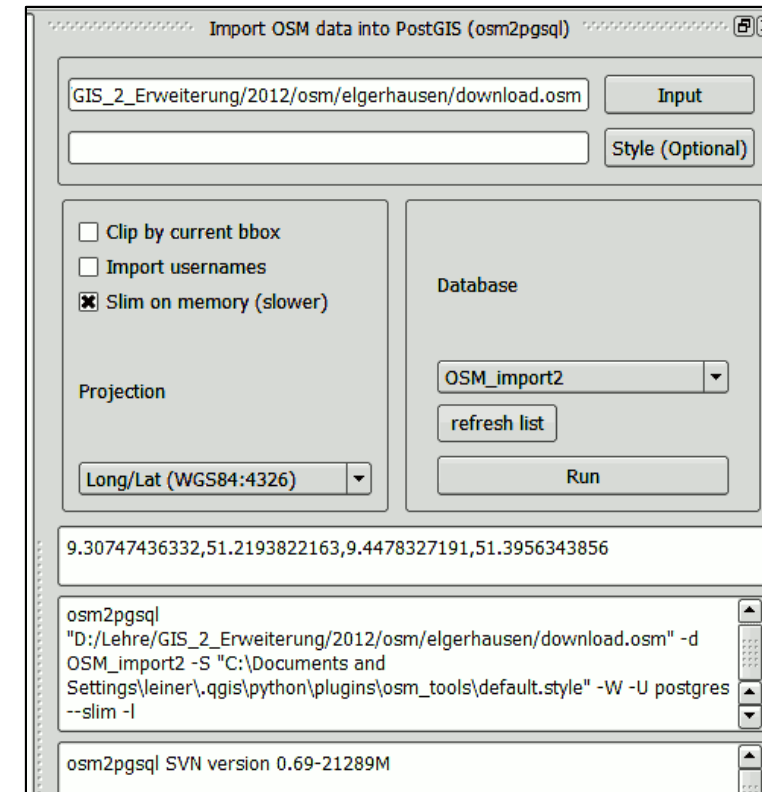 Import OSM data into PostGIS (osm2pgsql)
GIS_2_Erweiterung/2012/osm/elgerhausen/download.osm
Input
Style (Optional)
Clip by current bbox
Import usernames
Slim on memory (slower)
Projection
Long/Lat (WGS84:4326)
Database
OSM_import2
refresh list
Run
9.30747436332,51.2193822163,9.4478327191,51.3956343856
osm2pgsql
"D:/Lehre/GIS_2_Erweiterung/2012/osm/elgerhausen/download.osm" -d
OSM_import2 -S "C:\Documents and
Settings\leiner\.qgis\python\plugins\osm_tools\default.style" -W -U postgres
--slim -l
osm2pgsql SVN version 0.69-21289M